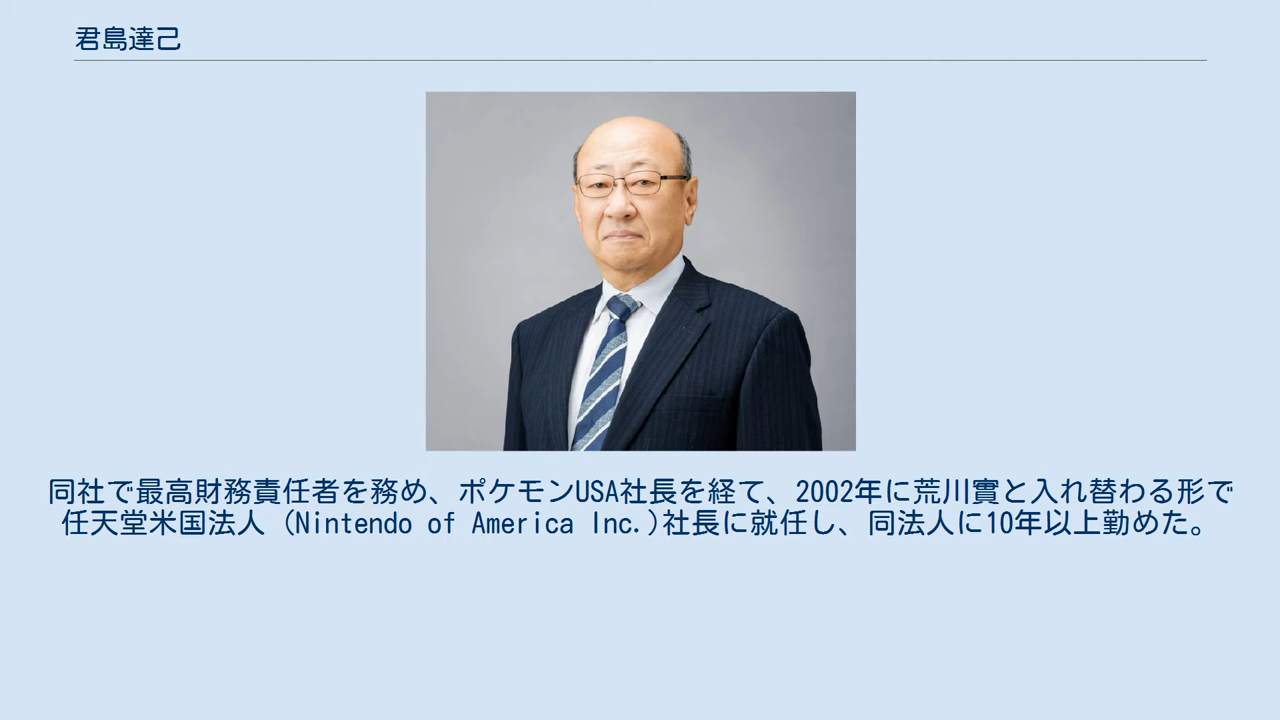 君島達己
同社で最高財務責任者を務め、ポケモンUSA社長を経て、2002年に荒川實と入れ替わる形で
任天堂米国法人 (Nintendo of America Inc.)社長に就任し、同法人に10年以上勤めた。